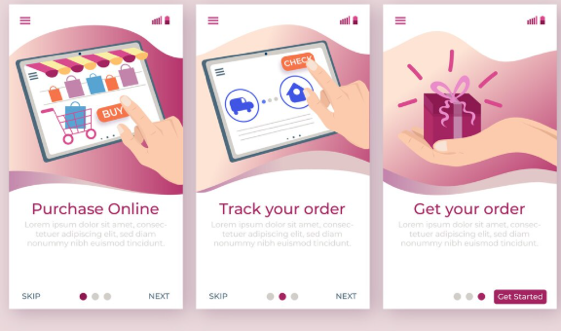 BUY
Purchase Online
Lorem ipsum dolor sit amet, consec-
tetuer adipiscing elit, sed diam
nonummy nibh euismod tincidunt.
SKIP
NEXT
CHECK
Track your order
Lorem ipsum dolor sit amet, consec-
tetuer adipiscing elit, sed diam
nonummy nibh euismod tincidunt.
SKIP
NEXT
Get your order
Lorem ipsum dolor sit amet, consec-
tetuer adipiscing elit, sed diam
nonummy nibh euismod tincidunt.
Get Started